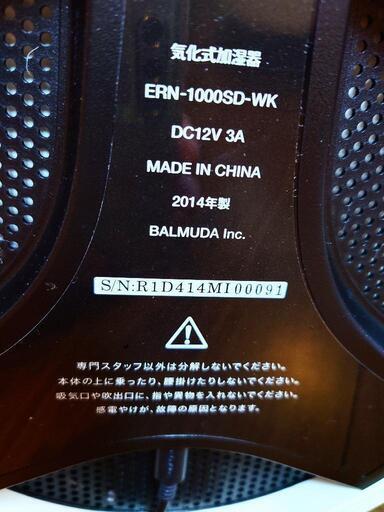 気化式加湿器
ERN-1000SD-WK
DC12V 3A
MADE IN CHINA
2014年製
BALMUDA Inc.
S/N:R1D414MI00091
専門スタッフ以外は分解しないでください。
本体の上に乗ったり、腰掛けたりしないでください。
吸気口や吹出口に、指や異物を入れないでください。
感電やけが、故障の原因となります。